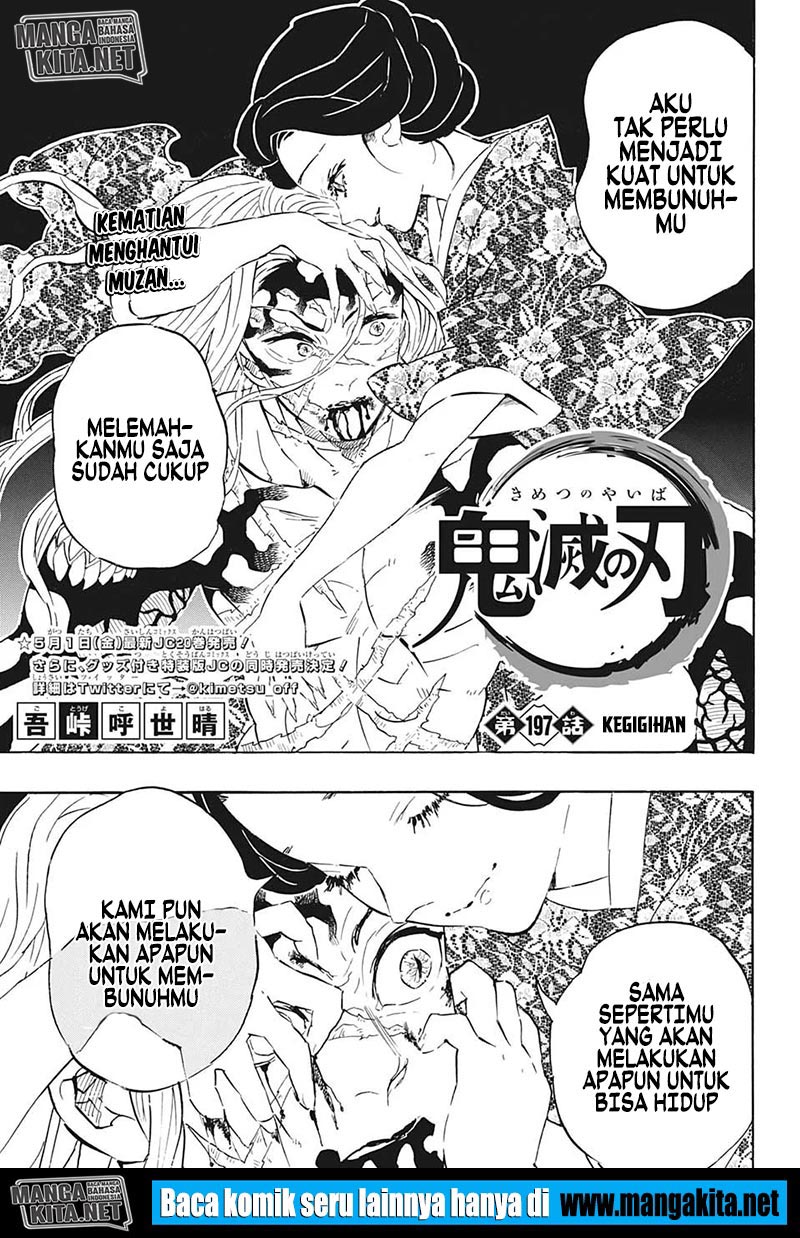 MANGA
BACA MANGA
BAHASA
INDONESIA
KITA.NET
AKU
TAK PERLU
MENJADI
KUAT UNTUK
MEMBUNUH-
MU
KEMATIAN
MENGHANTUI
MUZAN...
MELEMAH-
KANMU SAJA
SUDAH CUKUP
きめつのやいば
鬼滅の刃
☆5月1日(金)最新JC20巻発売!
さらに、グッズ付き特装版JCの同時発売決定!
詳細はTwitterにて→@kimetsu_off
吾峠呼世晴
第197話 KEGIGIHAN
KAMI PUN
AKAN MELAKU-
KAN APAPUN
UNTUK MEM-
BUNUHMU
SAMA
SEPERTIMU
YANG AKAN
MELAKUKAN
APAPUN UNTUK
BISA HIDUP
MANGA
BACA MANGA
BAHASA
INDONESIA
KITA.NET
Baca komik seru lainnya hanya di www.mangakita.net